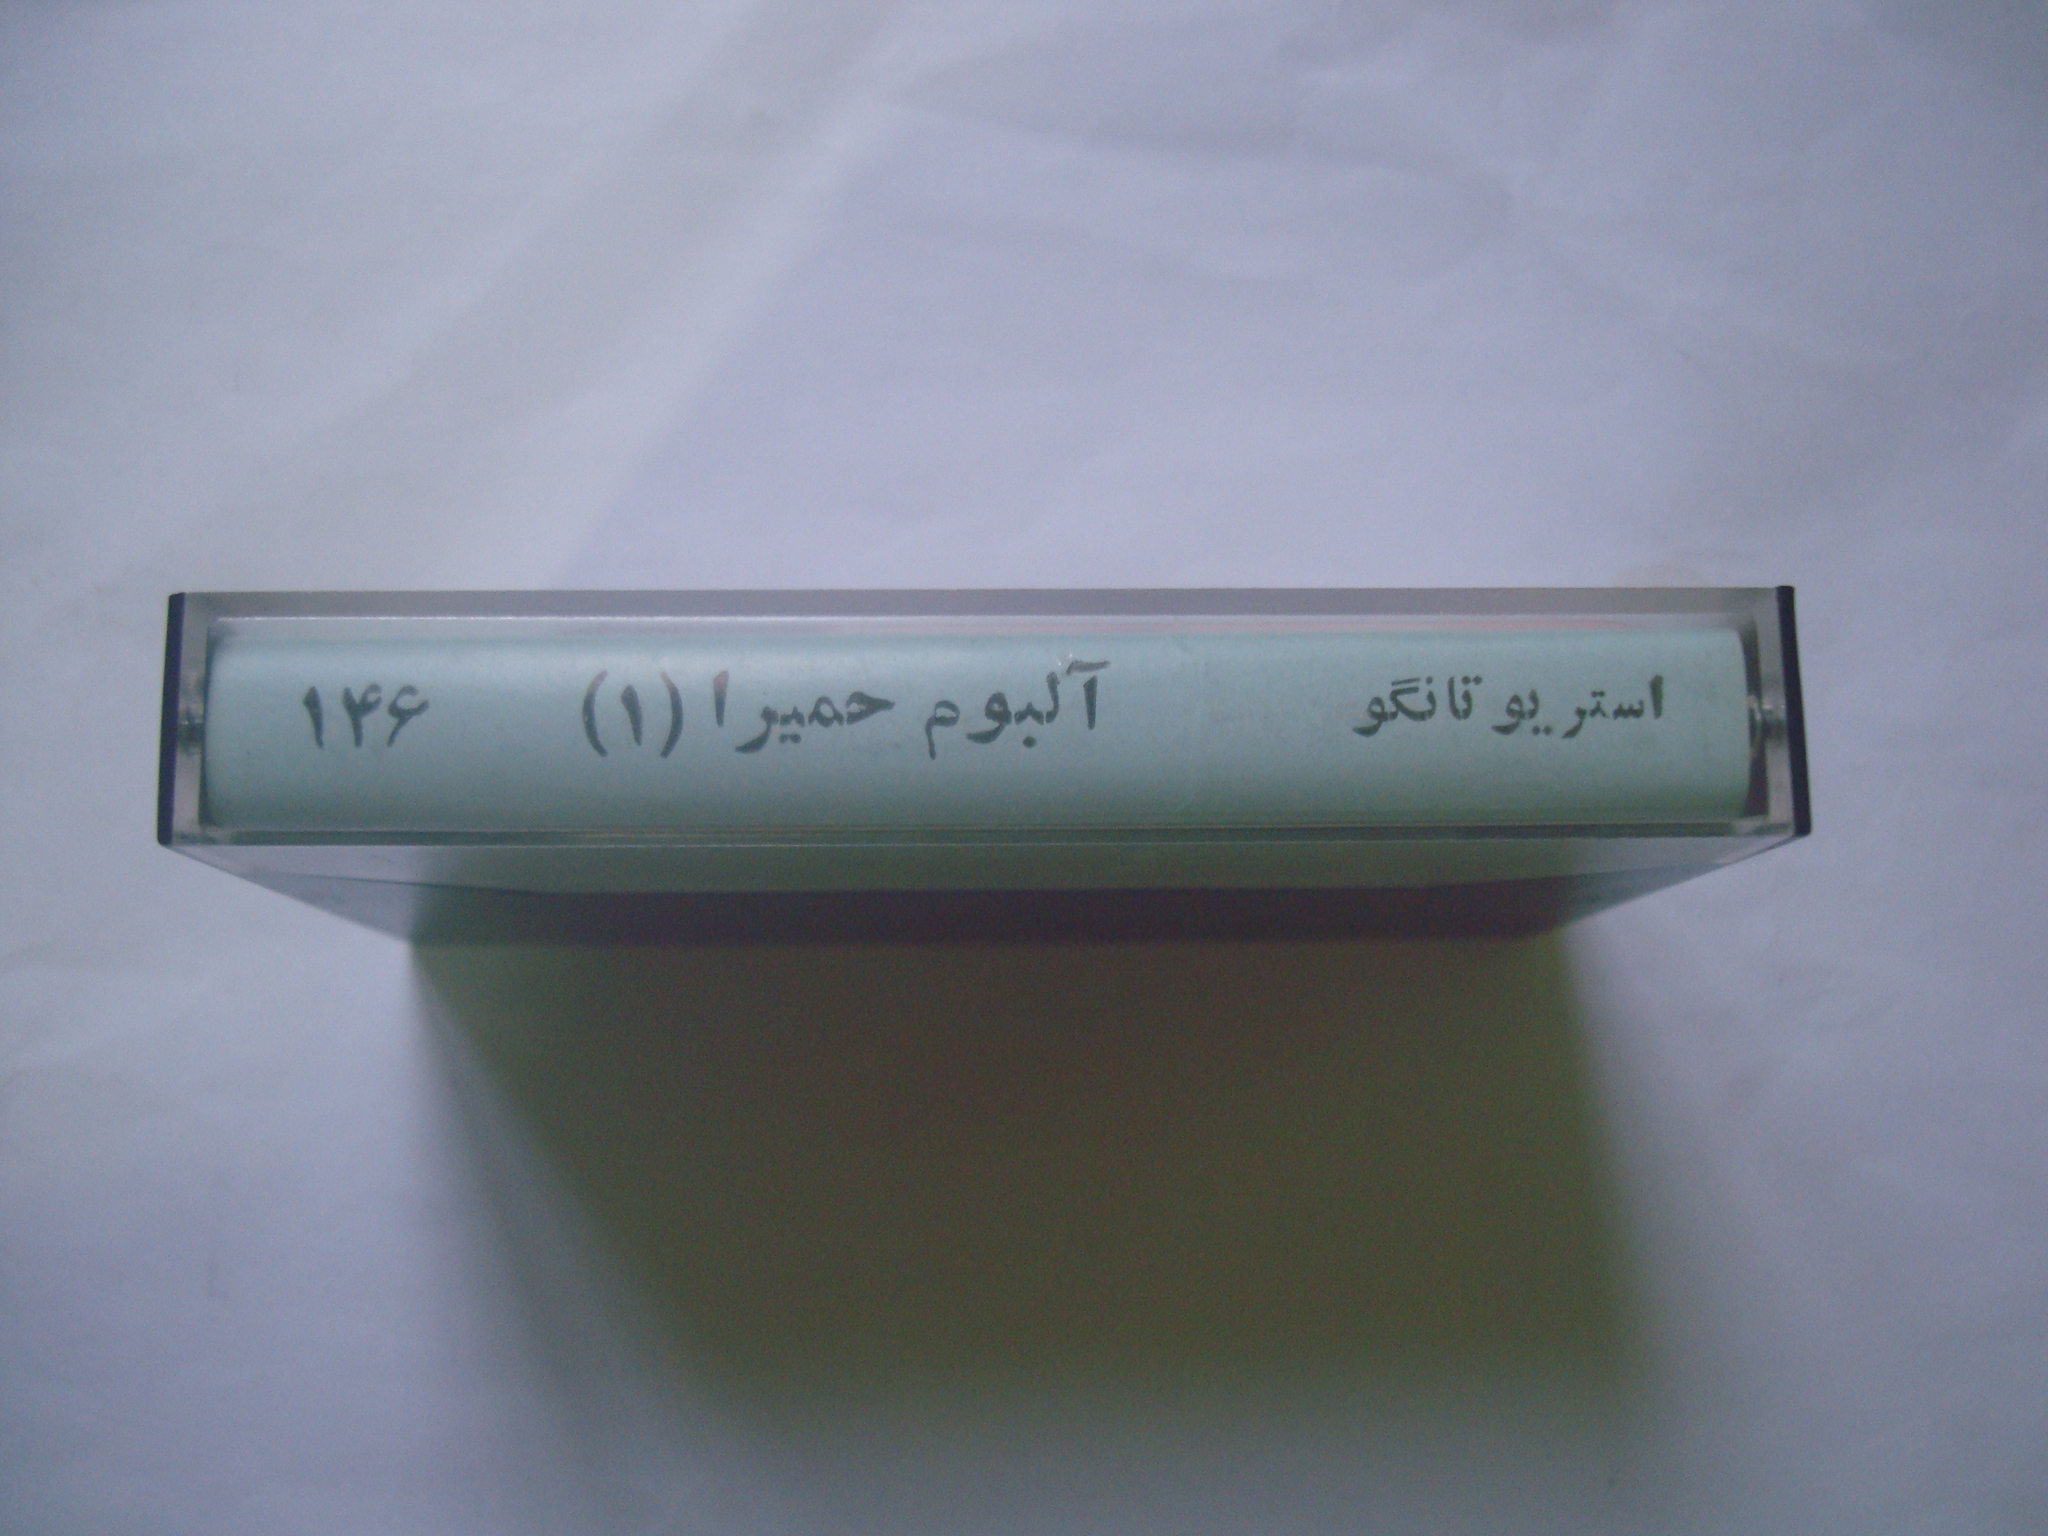 استریو تانگو آلبوم حمیرا (۱) ۱۴۶